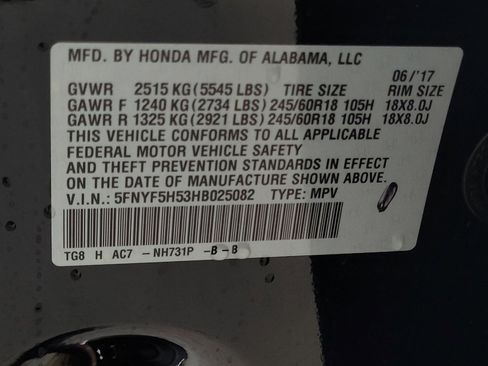 MFD. BY HONDA MFG. OF ALABAMA, LLC
06/'17
GVWR 2515 KG (5545 LBS) TIRE SIZE RIM SIZE
GAWR F 1240 KG (2734 LBS) 245/60R18 105H 18X8.0J
GAWR R 1325 KG (2921 LBS) 245/60R18 105H 18X8.0J
THIS VEHICLE CONFORMS TO ALL APPLICABLE
FEDERAL MOTOR VEHICLE SAFETY
AND THEFT PREVENTION STANDARDS IN EFFECT
ON THE DATE OF MANUFACTURE SHOWN ABOVE.
V.I.N.: 5FNYF5H53HB025082 TYPE: MPV
TG8 H AC7 -NH731P -B-B